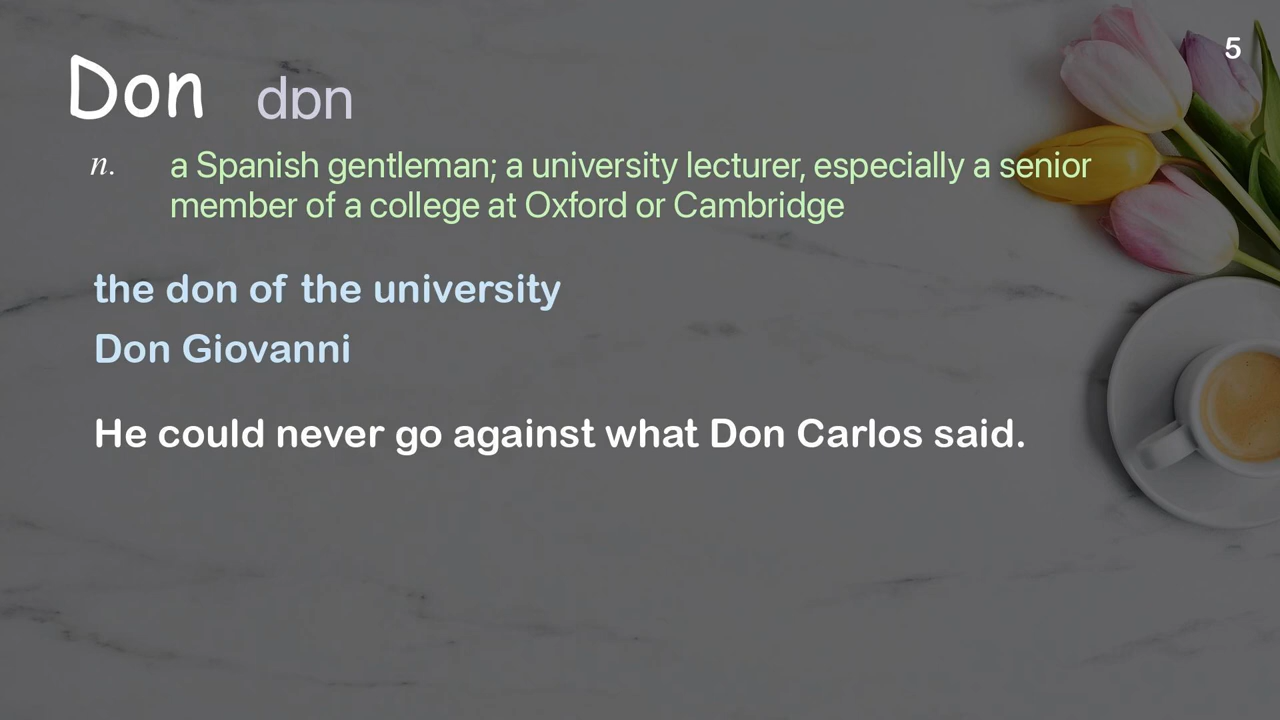 5
Don dɒn
n. a Spanish gentleman; a university lecturer, especially a senior
member of a college at Oxford or Cambridge
the don of the university
Don Giovanni
He could never go against what Don Carlos said.